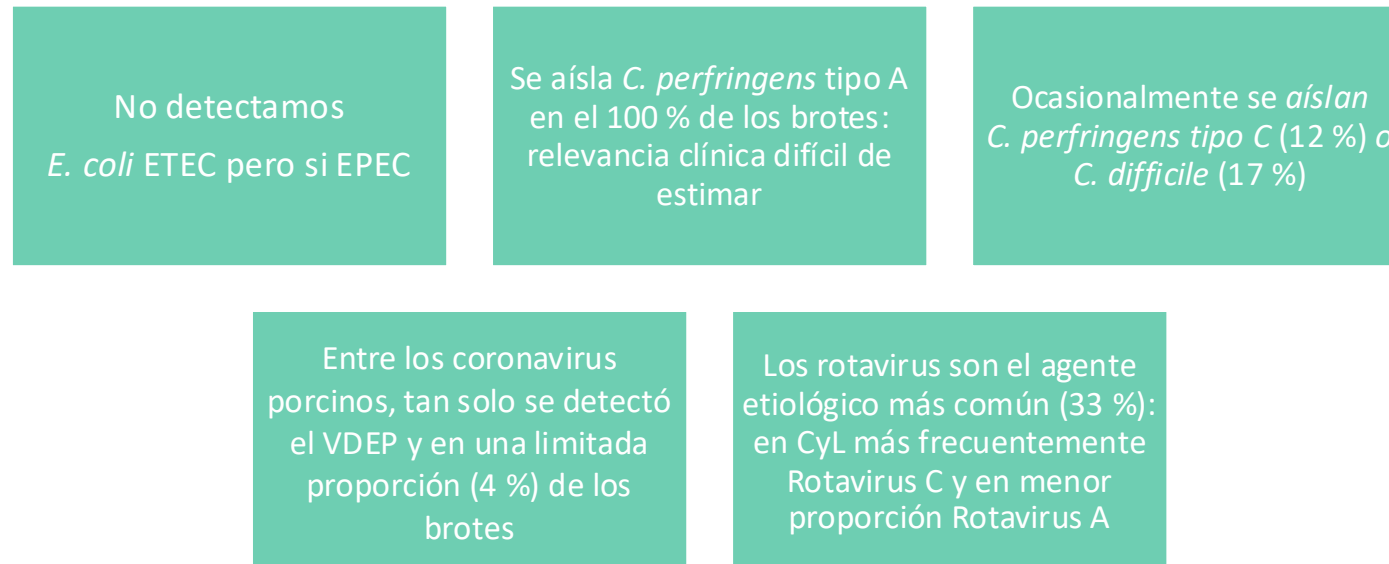 No detectamos
E. coli ETEC pero si EPEC
Se aísla C. perfringens tipo A
en el 100 % de los brotes:
relevancia clínica difícil de
estimar
Ocasionalmente se aíslan
C. perfringens tipo C (12 %) o
C. difficile (17 %)
Entre los coronavirus
porcinos, tan solo se detectó
el VDEP y en una limitada
proporción (4 %) de los
brotes
Los rotavirus son el agente
etiológico más común (33 %):
en CyL más frecuentemente
Rotavirus C y en menor
proporción Rotavirus A